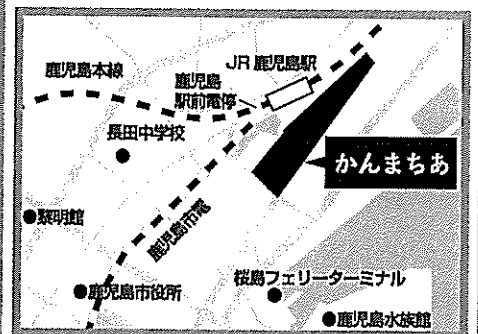 JR 鹿児島駅
鹿児島本線
鹿児島
駅前電停
長田中学校
かんまちあ
黎明館
鹿児島市電
桜島フェリーターミナル
鹿児島市役所
鹿児島水族館